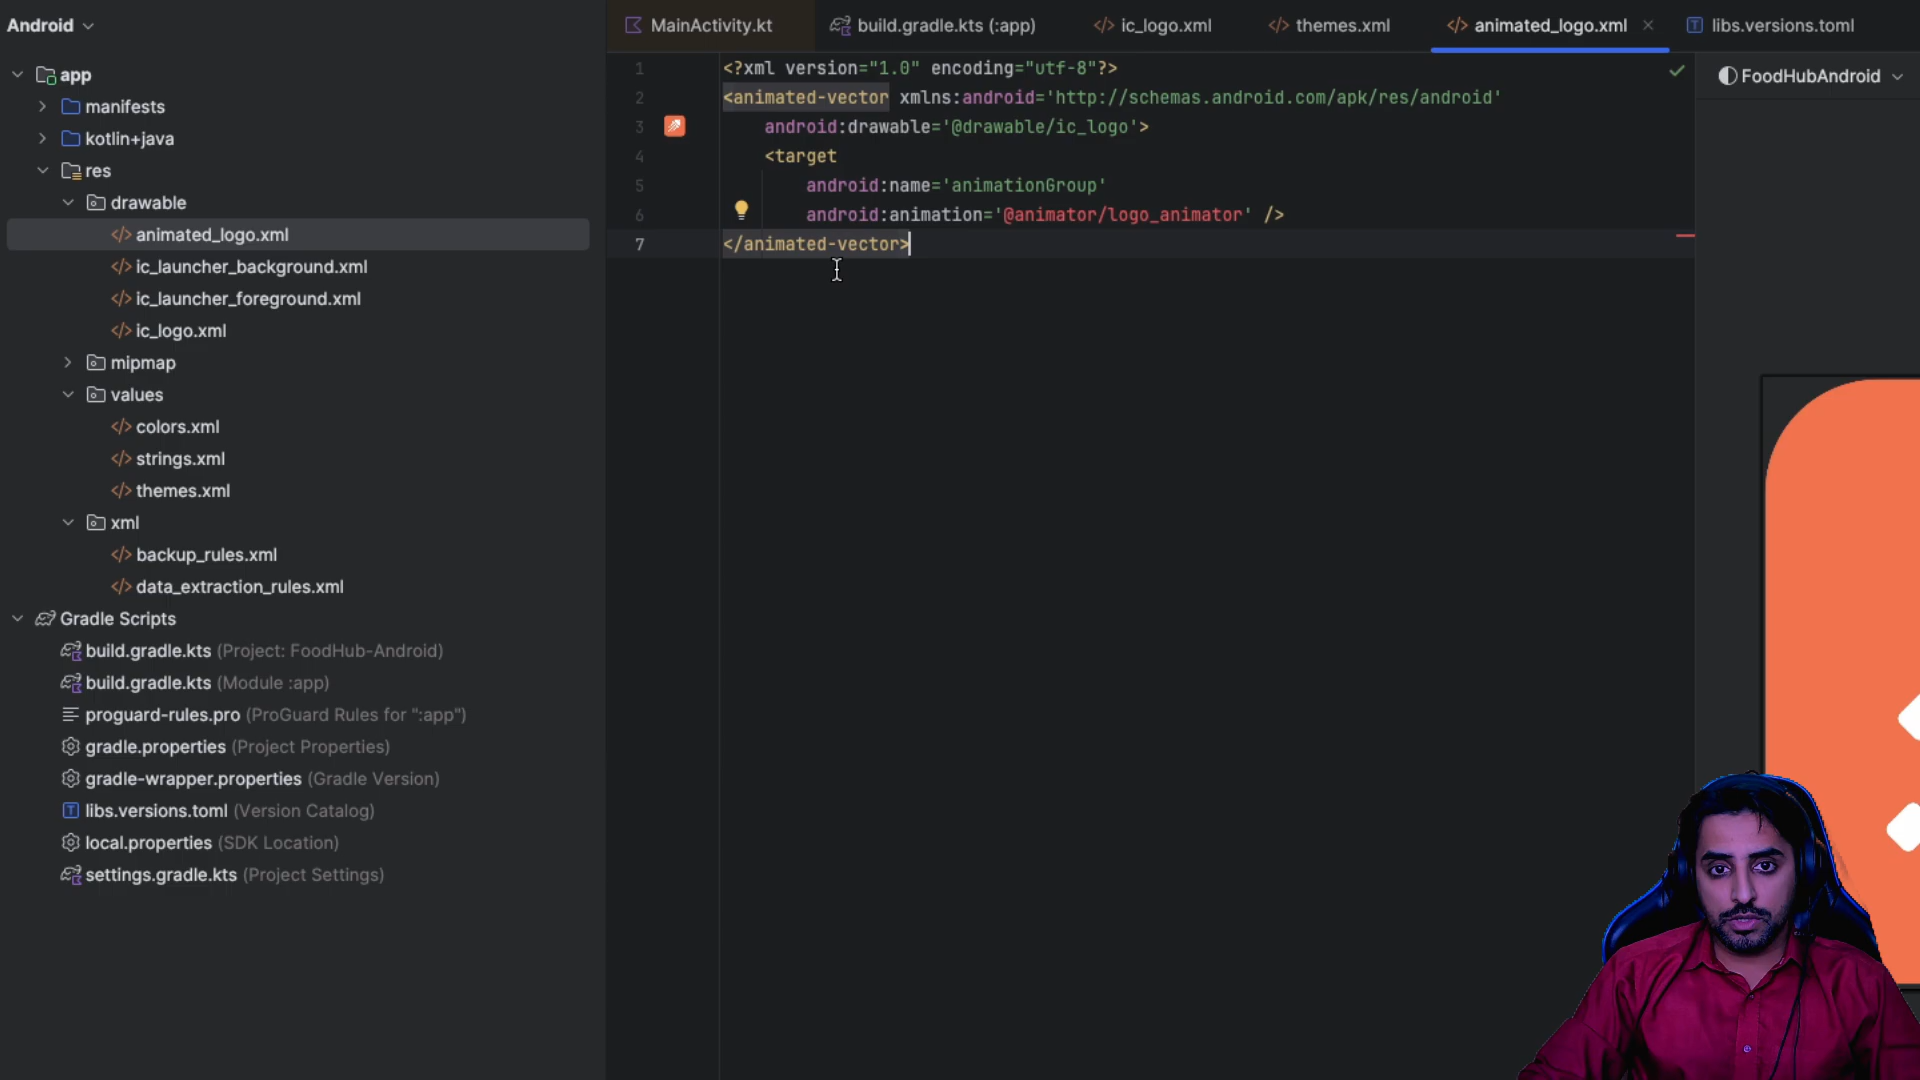 Android
MainActivity.kt
build.gradle.kts (:app)
ic_logo.xml
themes.xml
animated_logo.xml
libs.versions.toml
app
manifests
kotlin+java
res
drawable
animated_logo.xml
ic_launcher_background.xml
ic_launcher_foreground.xml
ic_logo.xml
mipmap
values
colors.xml
strings.xml
themes.xml
xml
backup_rules.xml
data_extraction_rules.xml
Gradle Scripts
build.gradle.kts (Project: FoodHub-Android)
build.gradle.kts (Module :app)
proguard-rules.pro (ProGuard Rules for ":app")
gradle.properties (Project Properties)
gradle-wrapper.properties (Gradle Version)
libs.versions.toml (Version Catalog)
local.properties (SDK Location)
settings.gradle.kts (Project Settings)
1 <?xml version="1.0" encoding="utf-8"?>
2 <animated-vector xmlns:android='http://schemas.android.com/apk/res/android'
3 android:drawable='@drawable/ic_logo'>
4 <target
5 android:name='animationGroup'
6 android:animation='@animator/logo_animator' />
7 </animated-vector>
FoodHubAndroid